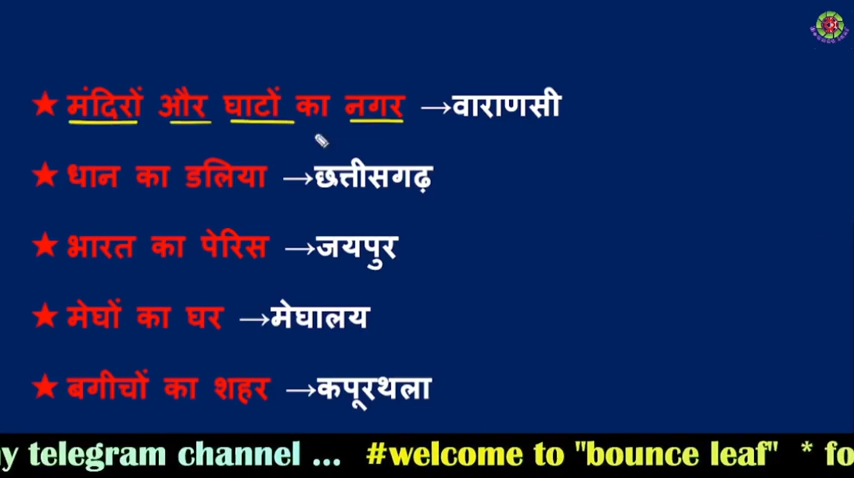 ★ मंदिरों और घाटों का नगर →वाराणसी
★ धान का डलिया →छत्तीसगढ़
★ भारत का पेरिस →जयपुर
★ मेघों का घर →मेघालय
★ बगीचों का शहर →कपूरथला
y telegram channel ... #welcome to "bounce leaf" * fo